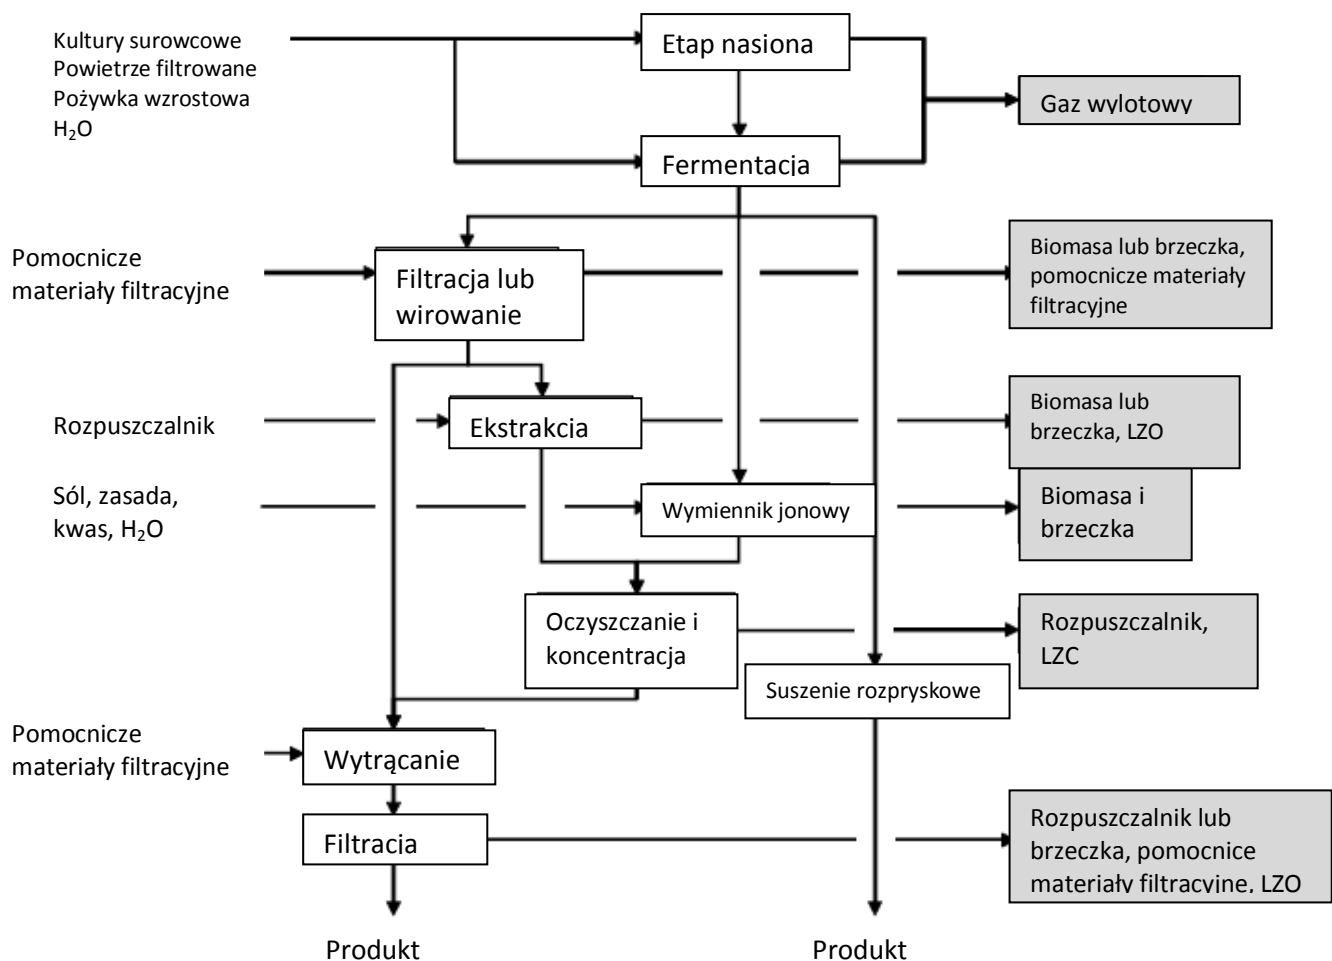 Kultury surowcowe
Powietrze filtrowane
Pożywka wzrostowa
H₂O
Etap nasiona
Gaz wylotowy
Fermentacja
Pomocnicze
materiały filtracyjne
Filtracja lub
wirowanie
Biomasa lub brzeczka,
pomocnicze materiały
filtracyjne
Rozpuszczalnik
Ekstrakcja
Biomasa lub
brzeczka, LZO
Sól, zasada,
kwas, H₂O
Wymiennik jonowy
Biomasa i
brzeczka
Oczyszczanie i
koncentracja
Rozpuszczalnik,
LZC
Suszenie rozpryskowe
Pomocnicze
materiały filtracyjne
Wytrącanie
Filtracja
Rozpuszczalnik lub
brzeczka, pomocnice
materiały filtracyjne, LZO
Produkt
Produkt